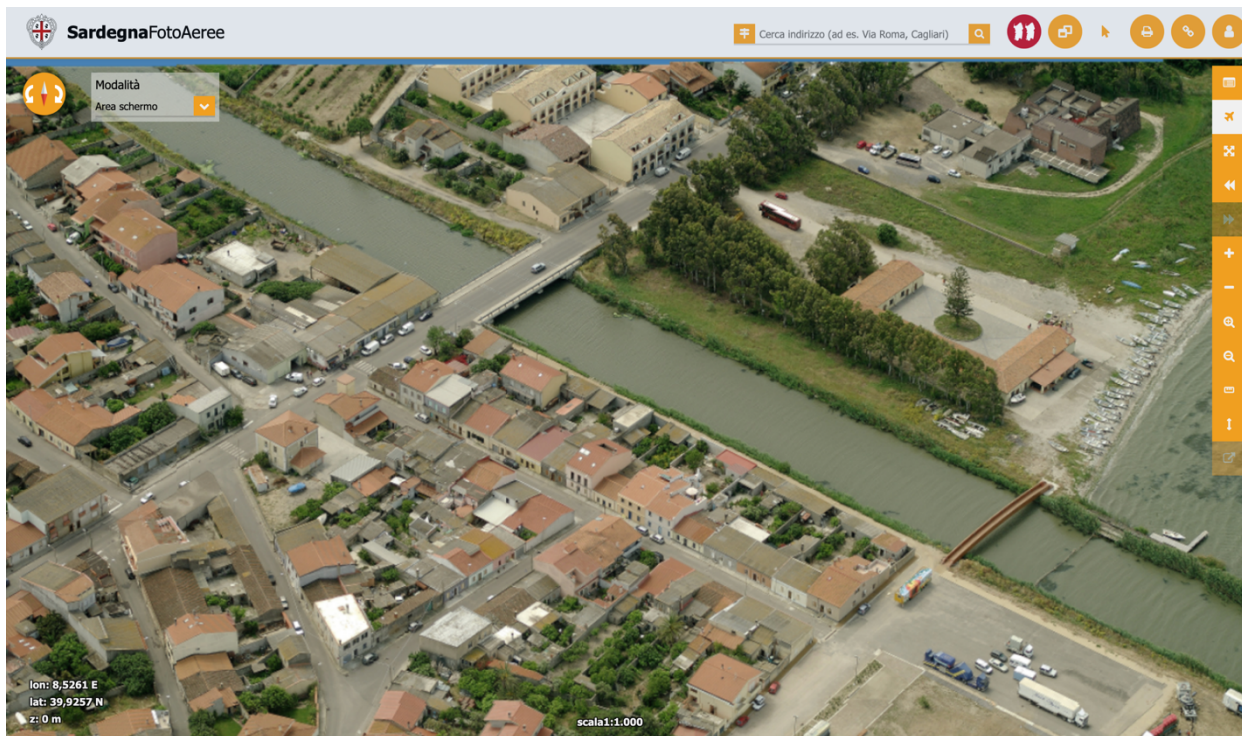 SardegnaFotoAeree
Cerca indirizzo (ad es. Via Roma, Cagliari)
Modalità
Area schermo
lon: 8,5261 E
lat: 39,9257 N
z: 0 m
scala1:1.000